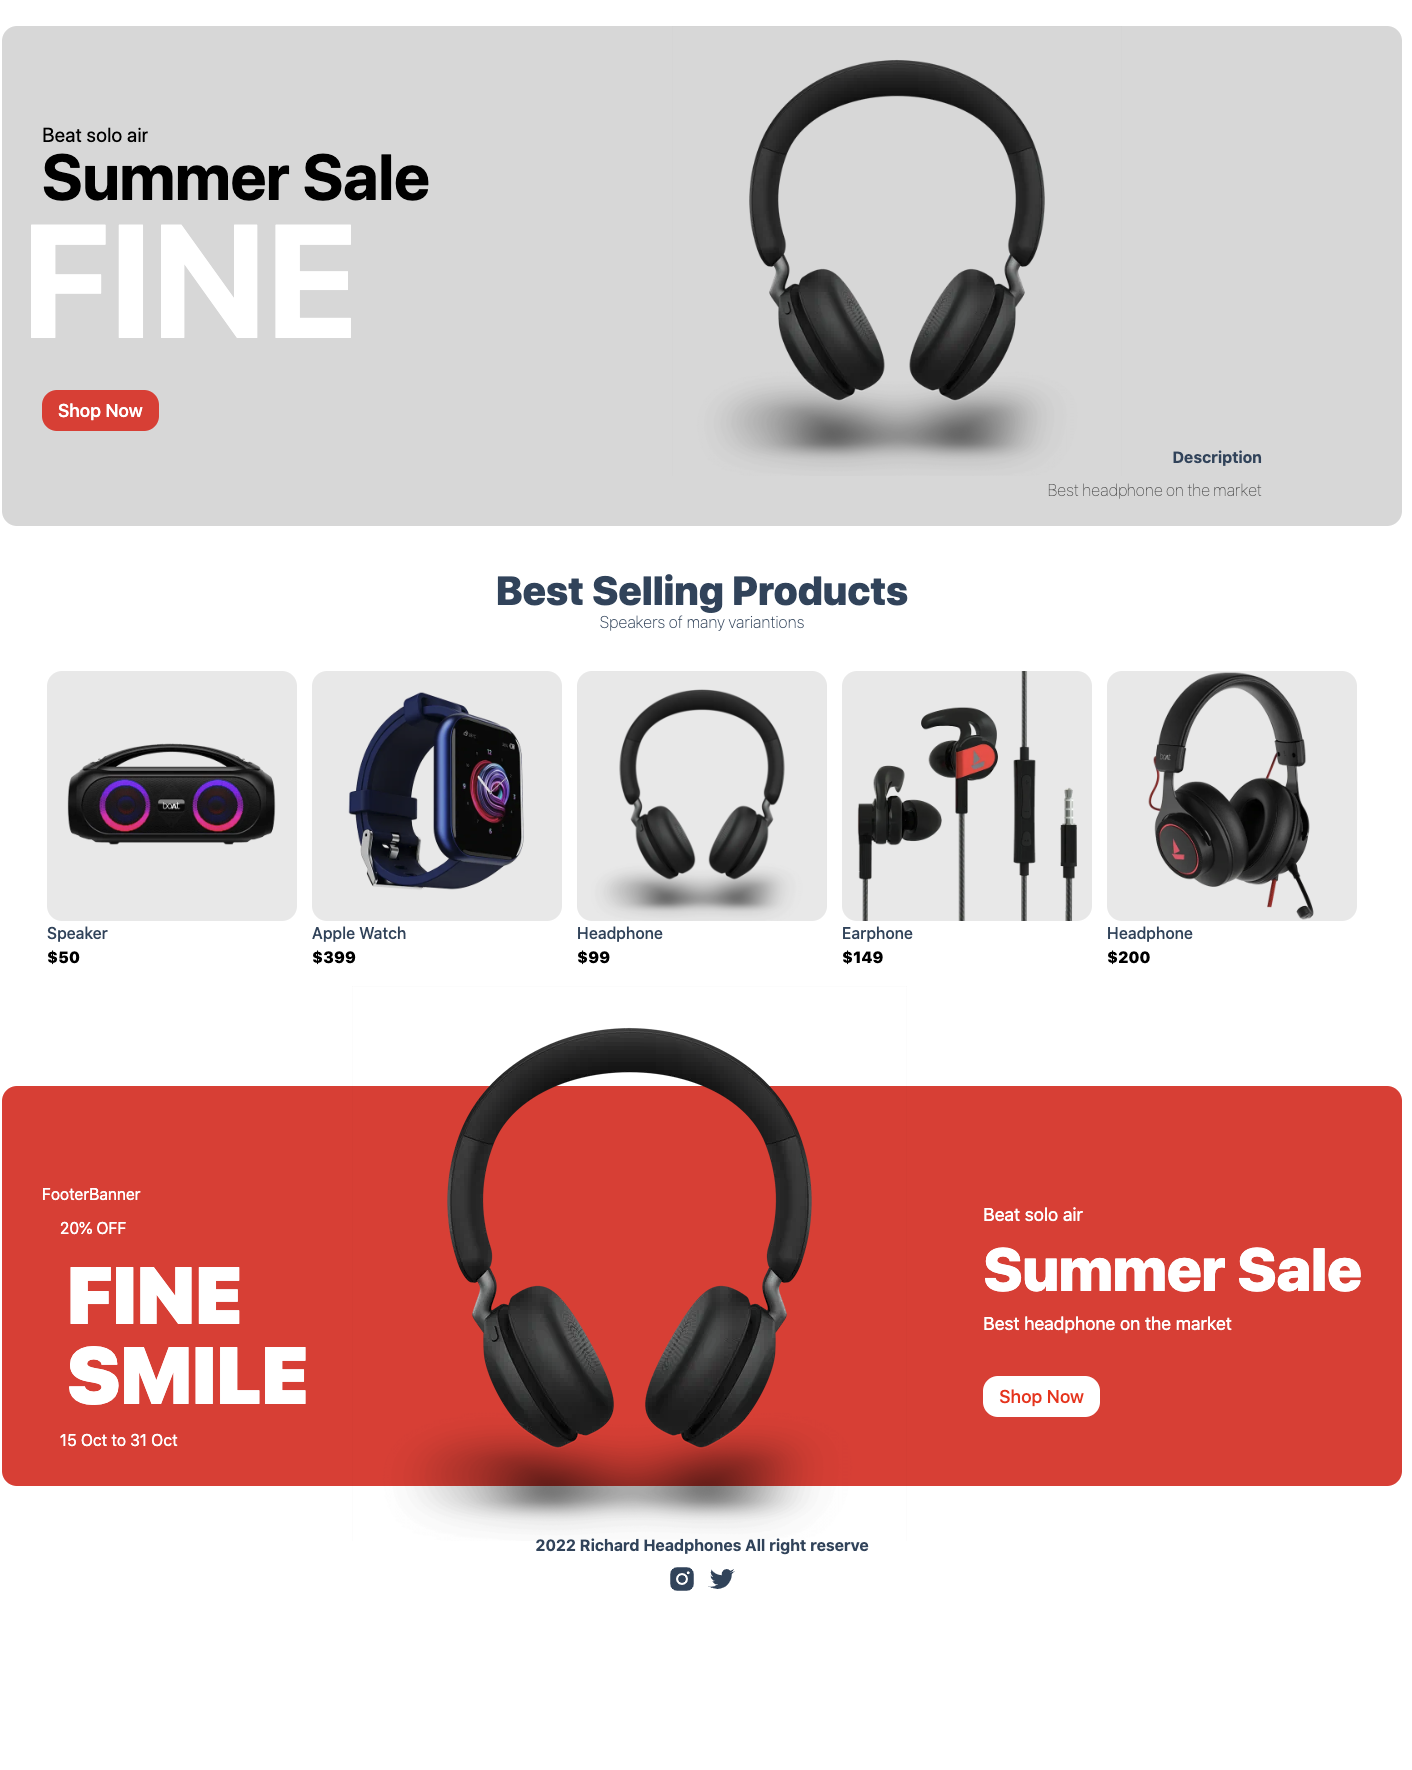 Beat solo air
Summer Sale
FINE
Shop Now
Description
Best headphone on the market
Best Selling Products
Speakers of many variantions
Speaker
$50
Apple Watch
$399
Headphone
$99
Earphone
$149
Headphone
$200
FooterBanner
20% OFF
FINE
SMILE
15 Oct to 31 Oct
Beat solo air
Summer Sale
Best headphone on the market
Shop Now
2022 Richard Headphones All right reserve